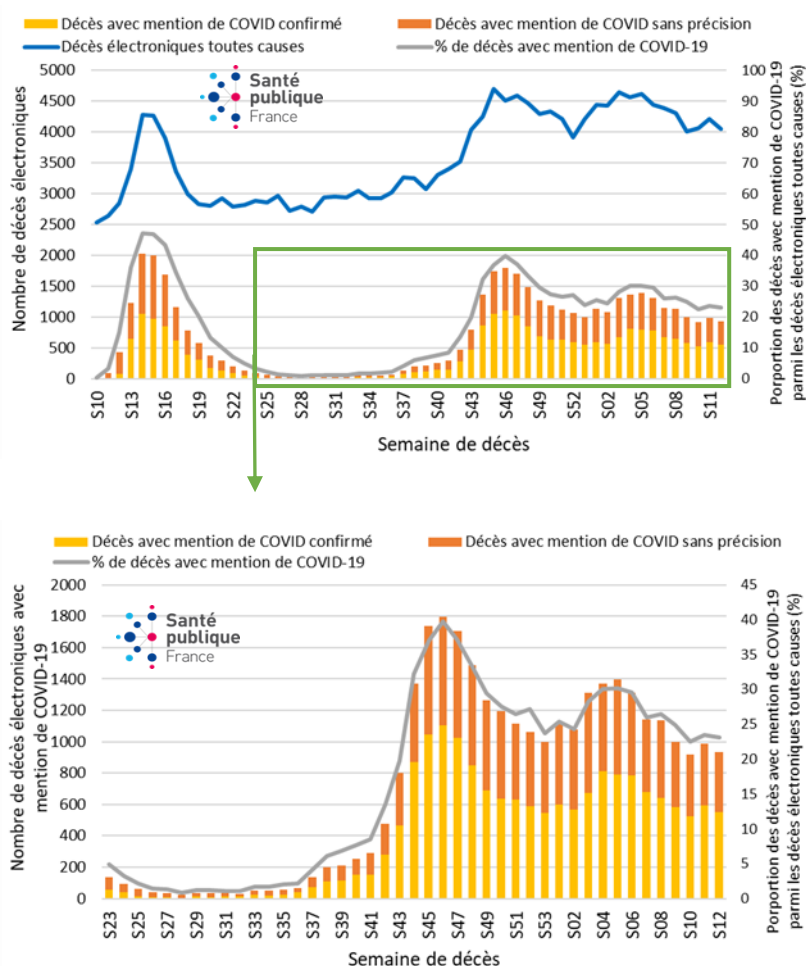 Décès avec mention de COVID confirmé
Décès avec mention de COVID sans précision
Décès électroniques toutes causes
% de décès avec mention de COVID-19
Nombre de décès électroniques
5000
4500
4000
3500
3000
2500
2000
1500
1000
500
0
Santé
publique
France
100
90
80
70
60
50
40
30
20
10
0
Porportion des décès avec mention de COVID-19
parmi les décès électroniques toutes causes (%)
S10 S13 S16 S19 S22 S25 S28 S31 S34 S37 S40 S43 S46 S49 S52 S02 S05 S08 S11
Semaine de décès
Décès avec mention de COVID confirmé
Décès avec mention de COVID sans précision
% de décès avec mention de COVID-19
Nombre de décès électroniques avec
mention de COVID-19
2000
1800
1600
1400
1200
1000
800
600
400
200
0
Santé
publique
France
45
40
35
30
25
20
15
10
5
0
Porportion des décès avec mention de COVID-19
parmi les décès électroniques toutes causes (%)
S23 S25 S27 S29 S31 S33 S35 S37 S39 S41 S43 S45 S47 S49 S51 S53 S02 S04 S06 S08 S10 S12
Semaine de décès